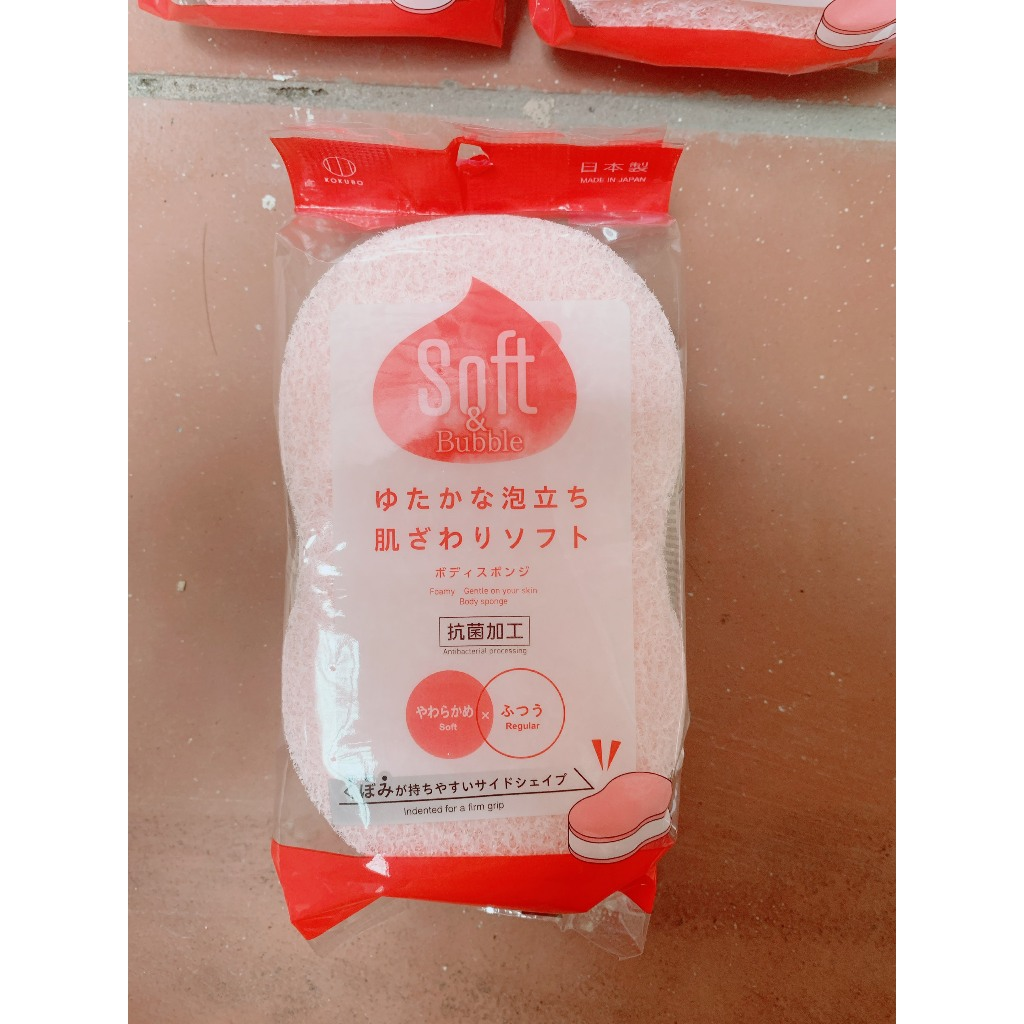 KOKUBO
日本製
MADE IN JAPAN
Soft
&
Bubble
ゆたかな泡立ち
肌ざわりソフト
ボディスポンジ
Foamy Gentle on your skin
Body sponge
抗菌加工
Antibacterial processing
やわらかめ × ふつう
Soft Regular
くぼみが持ちやすいサイドシェイプ
Indented for a firm grip